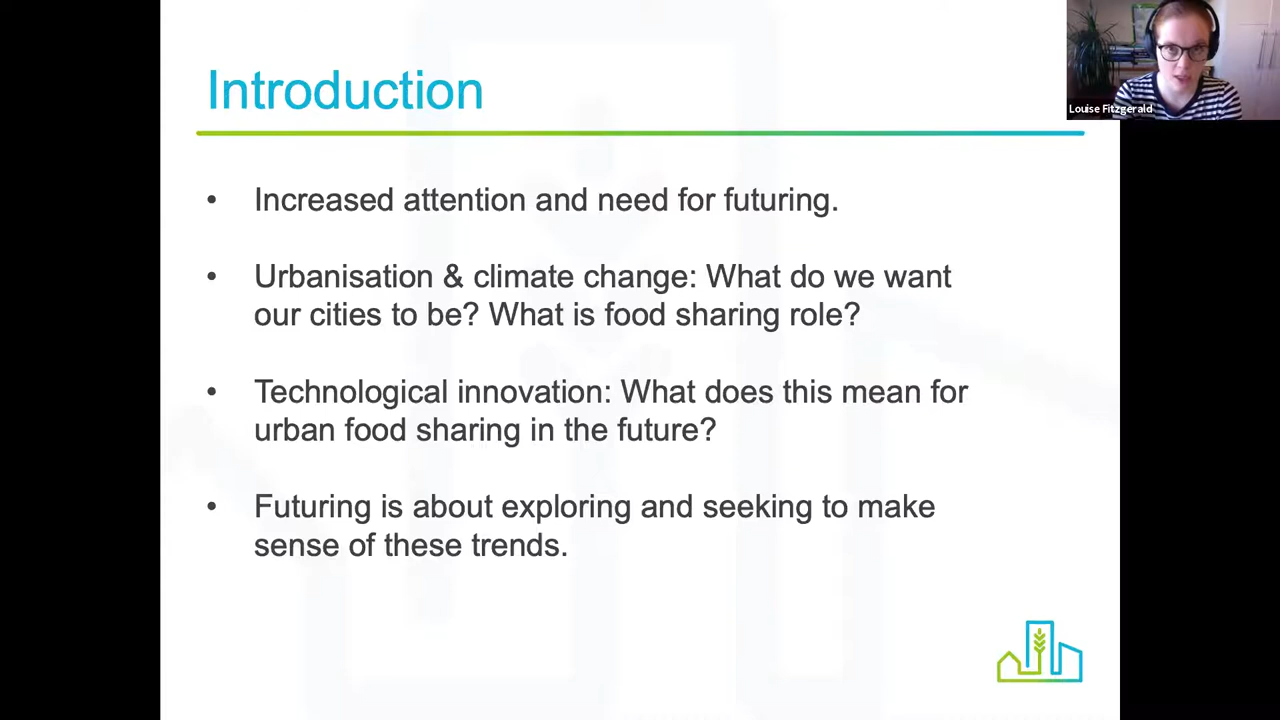 Introduction
Louise Fitzgerald
• Increased attention and need for futuring.
• Urbanisation & climate change: What do we want
our cities to be? What is food sharing role?
• Technological innovation: What does this mean for
urban food sharing in the future?
• Futuring is about exploring and seeking to make
sense of these trends.